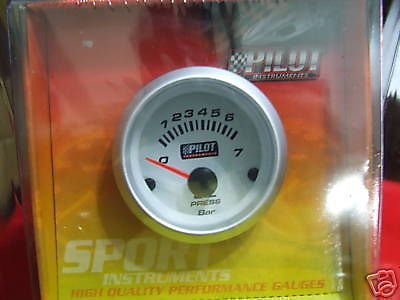 PILOT
INSTRUMENTS
0 1 2 3 4 5 6 7
PILOT
INSTRUMENTS
PRESS
Bar
SPORT
INSTRUMENTS
HIGH QUALITY PERFORMANCE GAUGES